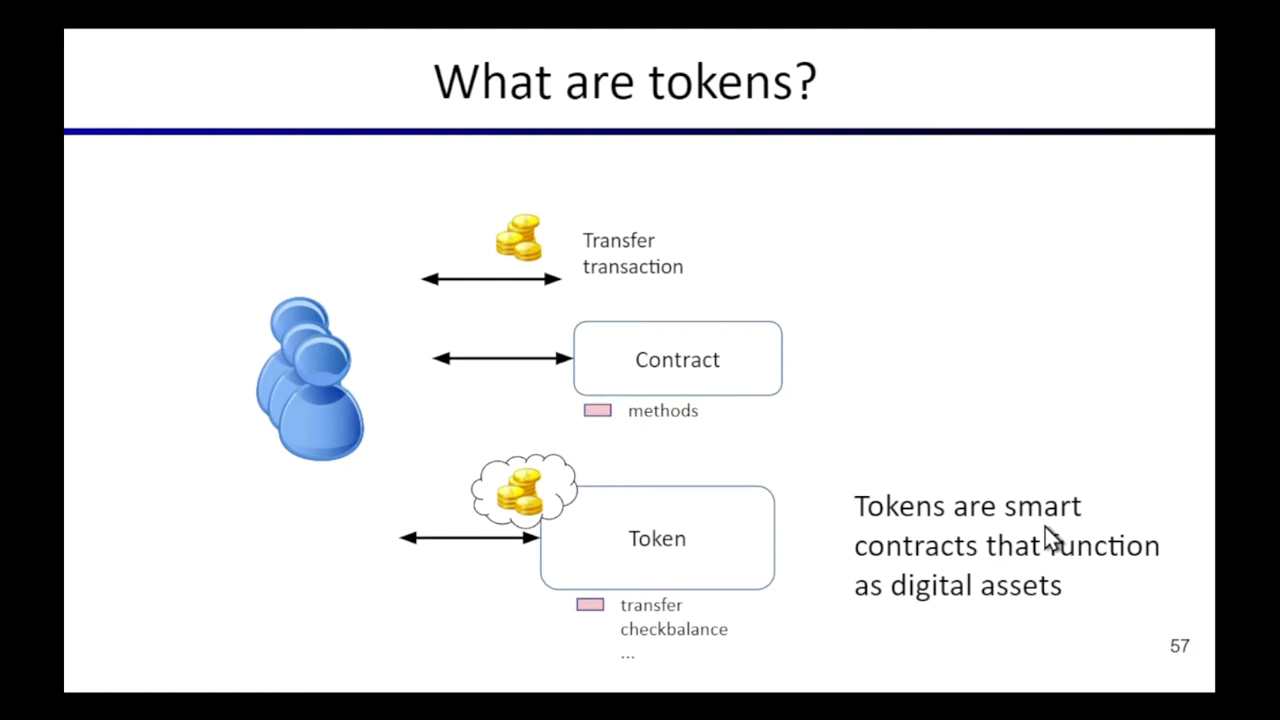 What are tokens?
Transfer
transaction
Contract
methods
Token
Tokens are smart
contracts that function
as digital assets
transfer
checkbalance
...
57